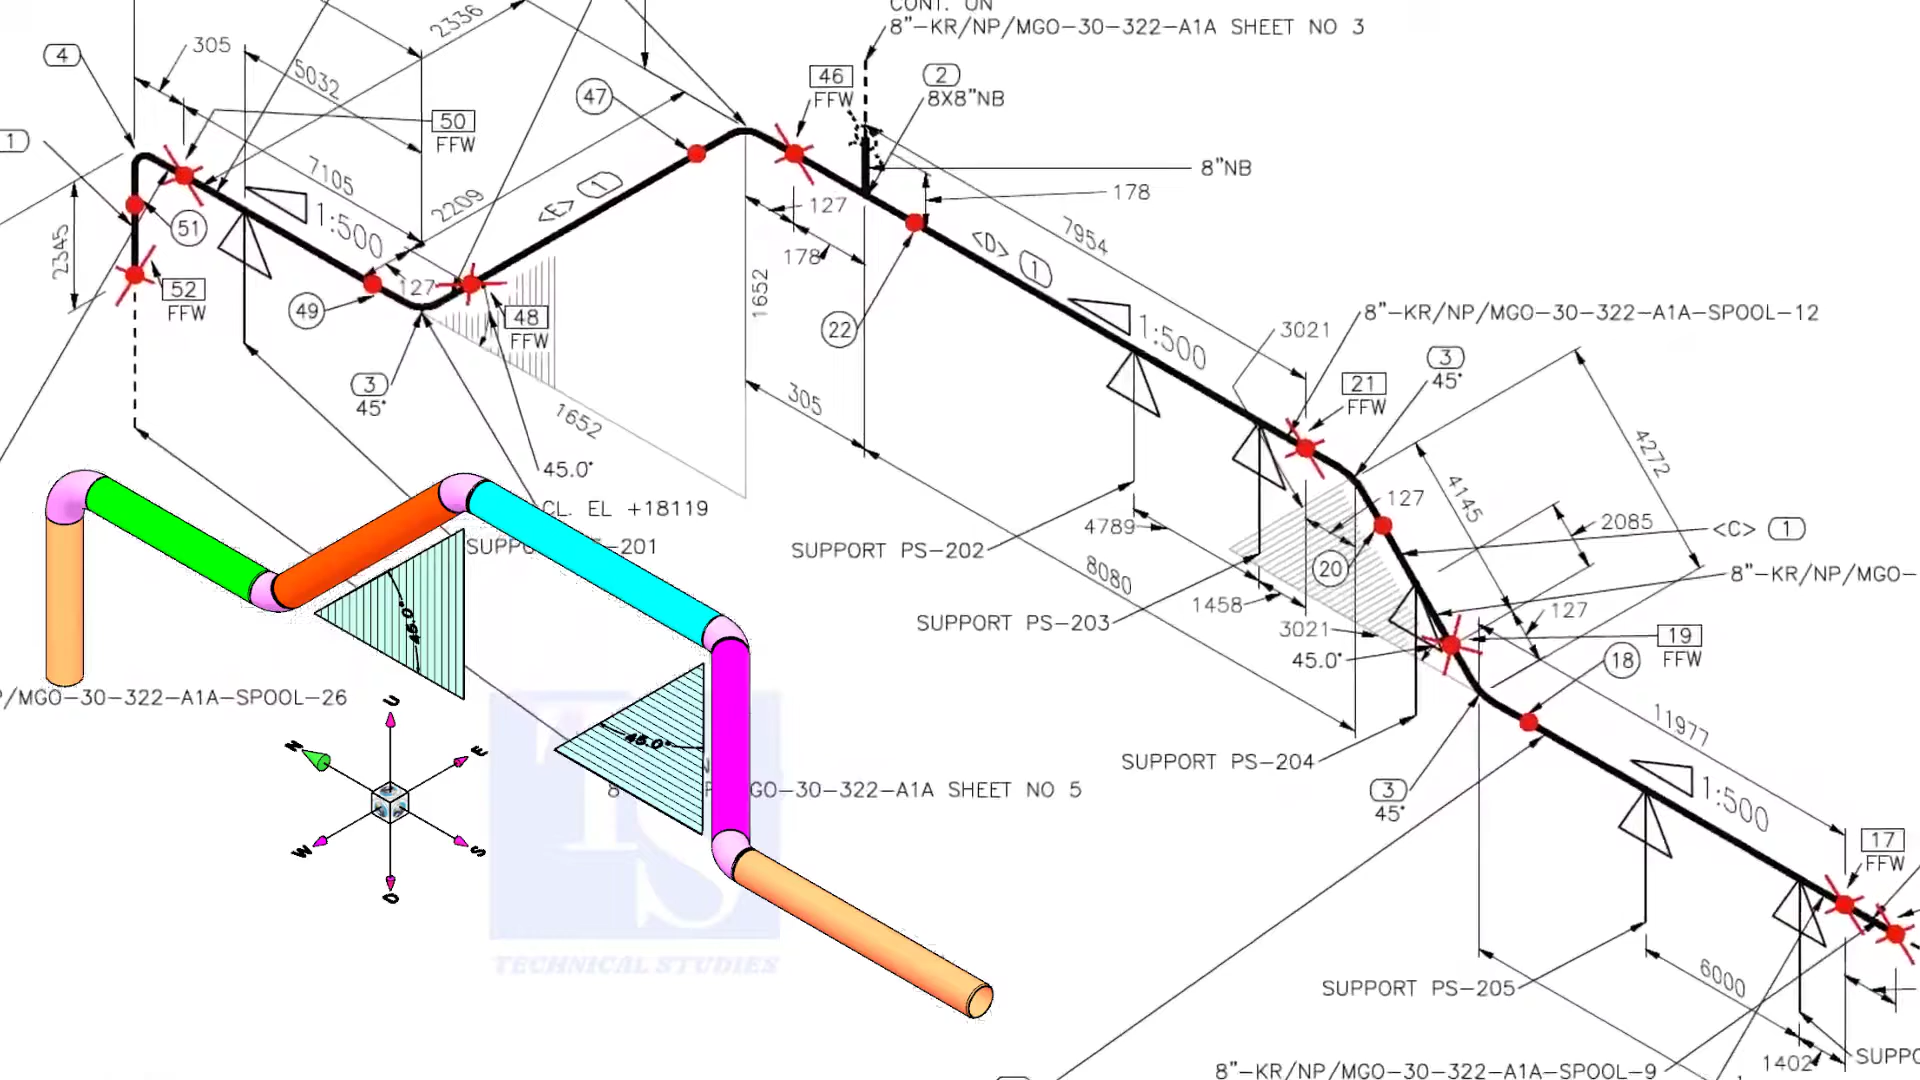 CONT. ON
8"-KR/NP/MGO-30-322-A1A SHEET NO 3
2336
4
305
5032
46
FFW
2
8X8"NB
47
50
FFW
1
7105
8"NB
178
2209
<E> 1
127
178
51
1:500
2345
7954
<D> 1
52
FFW
127
49
48
FFW
1652
22
3021
8"-KR/NP/MGO-30-322-A1A-SPOOL-12
1:500
3
45°
3
45°
21
FFW
1652
305
45.0°
4272
4145
127
CL. EL +18119
4789
2085
<C> 1
SUPPORT PS-202
20
8"-KR/NP/MGO-
8080
1458
127
SUPPORT PS-203
3021
45.0°
19
FFW
18
45.0°
P/MGO-30-322-A1A-SPOOL-26
U
N
E
11977
45.0°
SUPPORT PS-204
3
45°
1:500
GO-30-322-A1A SHEET NO 5
W
S
D
17
FFW
TS
TECHNICAL STUDIES
6000
SUPPORT PS-205
1402
8"-KR/NP/MGO-30-322-A1A-SPOOL-9